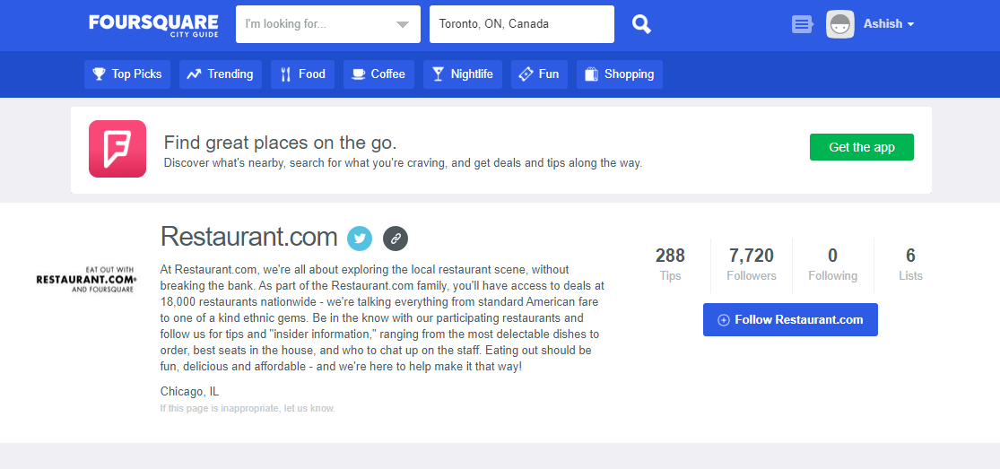 FOURSQUARE
CITY GUIDE
I'm looking for...
Toronto, ON, Canada
Ashish
Top Picks
Trending
Food
Coffee
Nightlife
Fun
Shopping
Find great places on the go.
Discover what's nearby, search for what you're craving, and get deals and tips along the way.
Get the app
EAT OUT WITH
RESTAURANT.COM®
AND FOURSQUARE
Restaurant.com
At Restaurant.com, we're all about exploring the local restaurant scene, without
breaking the bank. As part of the Restaurant.com family, you'll have access to deals at
18,000 restaurants nationwide - we're talking everything from standard American fare
to one of a kind ethnic gems. Be in the know with our participating restaurants and
follow us for tips and "insider information," ranging from the most delectable dishes to
order, best seats in the house, and who to chat up on the staff. Eating out should be
fun, delicious and affordable - and we're here to help make it that way!
Chicago, IL
If this page is inappropriate, let us know.
288 7,720 0 6
Tips Followers Following Lists
Follow Restaurant.com